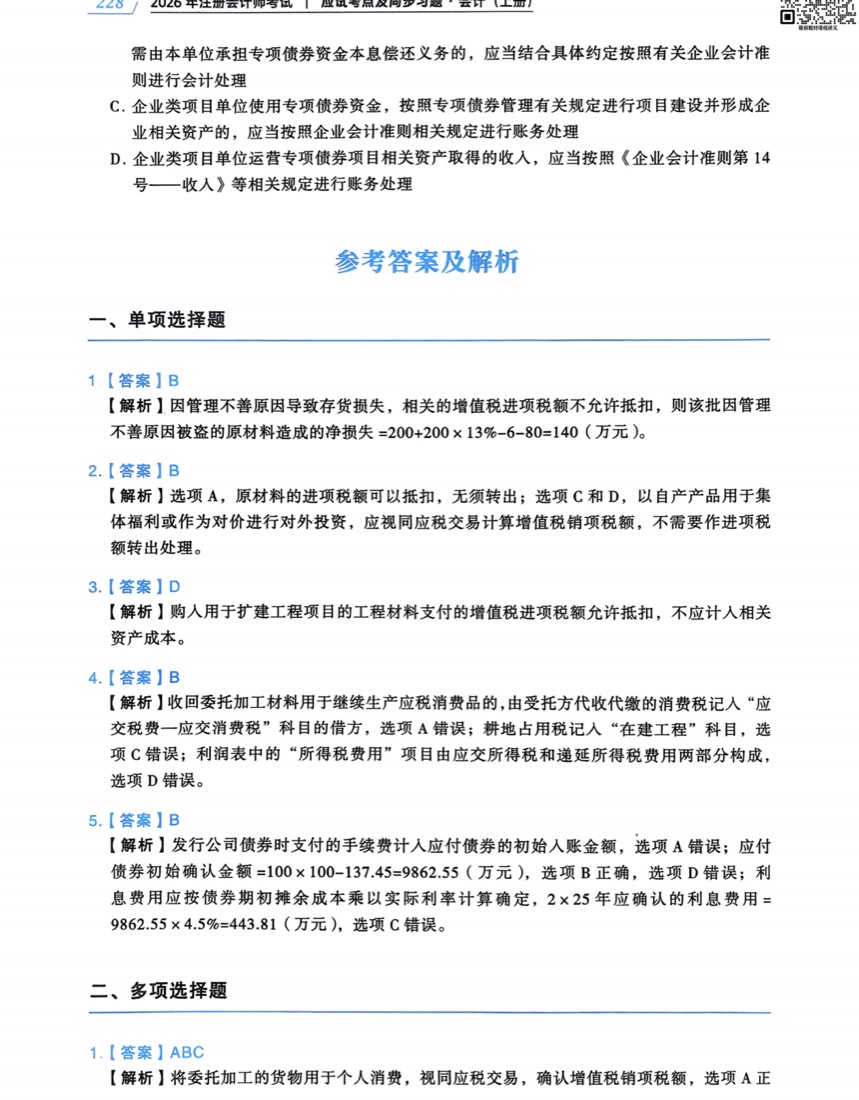 228 2026 年注册会计师考试 | 应试考点及同步习题·会计（上册）
需由本单位承担专项债券资金本息偿还义务的，应当结合具体约定按照有关企业会计准
则进行会计处理
C. 企业类项目单位使用专项债券资金，按照专项债券管理有关规定进行项目建设并形成企
业相关资产的，应当按照企业会计准则相关规定进行账务处理
D. 企业类项目单位运营专项债券项目相关资产取得的收入，应当按照《企业会计准则第 14
号——收入》等相关规定进行账务处理
参考答案及解析
一、单项选择题
1.【答案】B
【解析】因管理不善原因导致存货损失，相关的增值税进项税额不允许抵扣，则该批因管理
不善原因被盗的原材料造成的净损失 =200+200×13%-6-80=140（万元）。
2.【答案】B
【解析】选项 A，原材料的进项税额可以抵扣，无须转出；选项 C 和 D，以自产产品用于集
体福利或作为对价进行对外投资，应视同应税交易计算增值税销项税额，不需要作进项税
额转出处理。
3.【答案】D
【解析】购入用于扩建工程项目的工程材料支付的增值税进项税额允许抵扣，不应计入相关
资产成本。
4.【答案】B
【解析】收回委托加工材料用于继续生产应税消费品的，由受托方代收代缴的消费税记入“应
交税费—应交消费税”科目的借方，选项 A 错误；耕地占用税记入“在建工程”科目，选
项 C 错误；利润表中的“所得税费用”项目由应交所得税和递延所得税费用两部分构成，
选项 D 错误。
5.【答案】B
【解析】发行公司债券时支付的手续费计入应付债券的初始入账金额，选项 A 错误；应付
债券初始确认金额 =100×100-137.45=9862.55（万元），选项 B 正确，选项 D 错误；利
息费用应按债券期初摊余成本乘以实际利率计算确定，2×25 年应确认的利息费用 =
9862.55×4.5%=443.81（万元），选项 C 错误。
二、多项选择题
1.【答案】ABC
【解析】将委托加工的货物用于个人消费，视同应税交易，确认增值税销项税额，选项 A 正